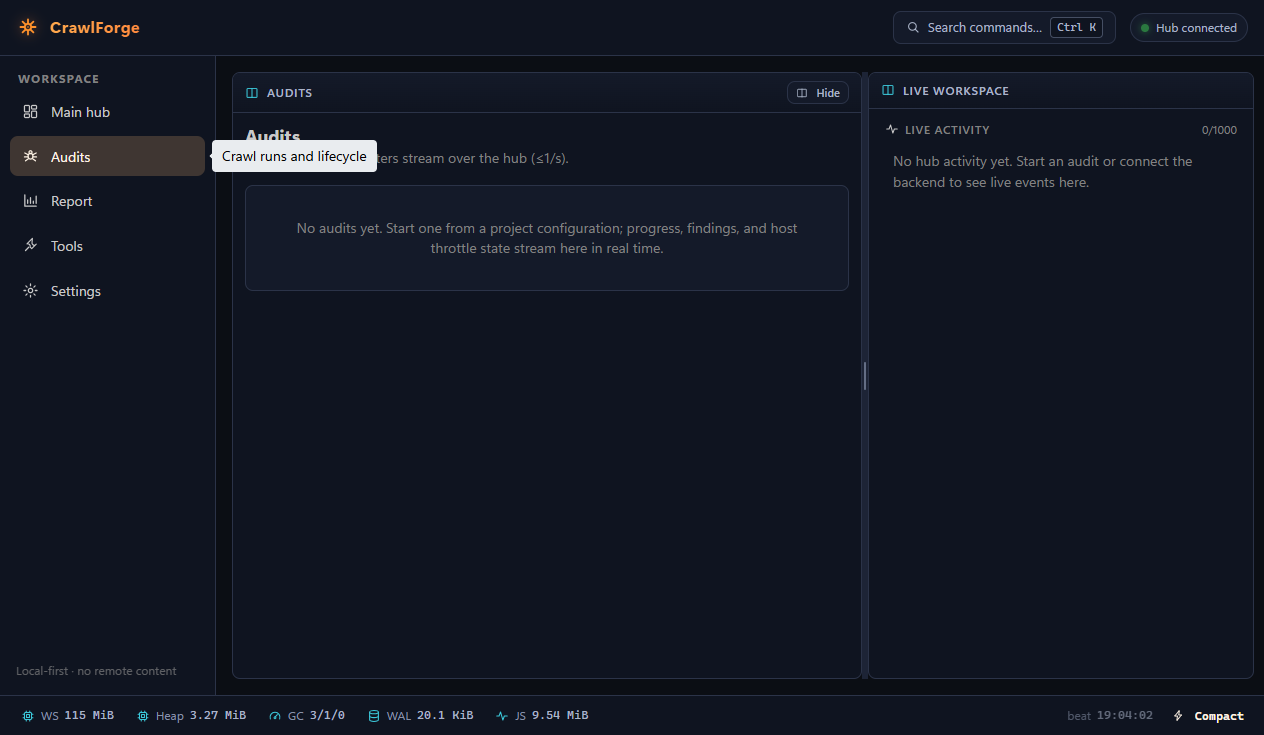 CrawlForge
Search commands... Ctrl K
Hub connected
WORKSPACE
Main hub
Audits
Report
Tools
Settings
Local-first · no remote content
AUDITS
Hide
Audits
Crawl runs and lifecycle
ters stream over the hub (≤1/s).
No audits yet. Start one from a project configuration; progress, findings, and host
throttle state stream here in real time.
LIVE WORKSPACE
LIVE ACTIVITY 0/1000
No hub activity yet. Start an audit or connect the
backend to see live events here.
WS 115 MiB Heap 3.27 MiB GC 3/1/0 WAL 20.1 KiB JS 9.54 MiB beat 19:04:02 Compact